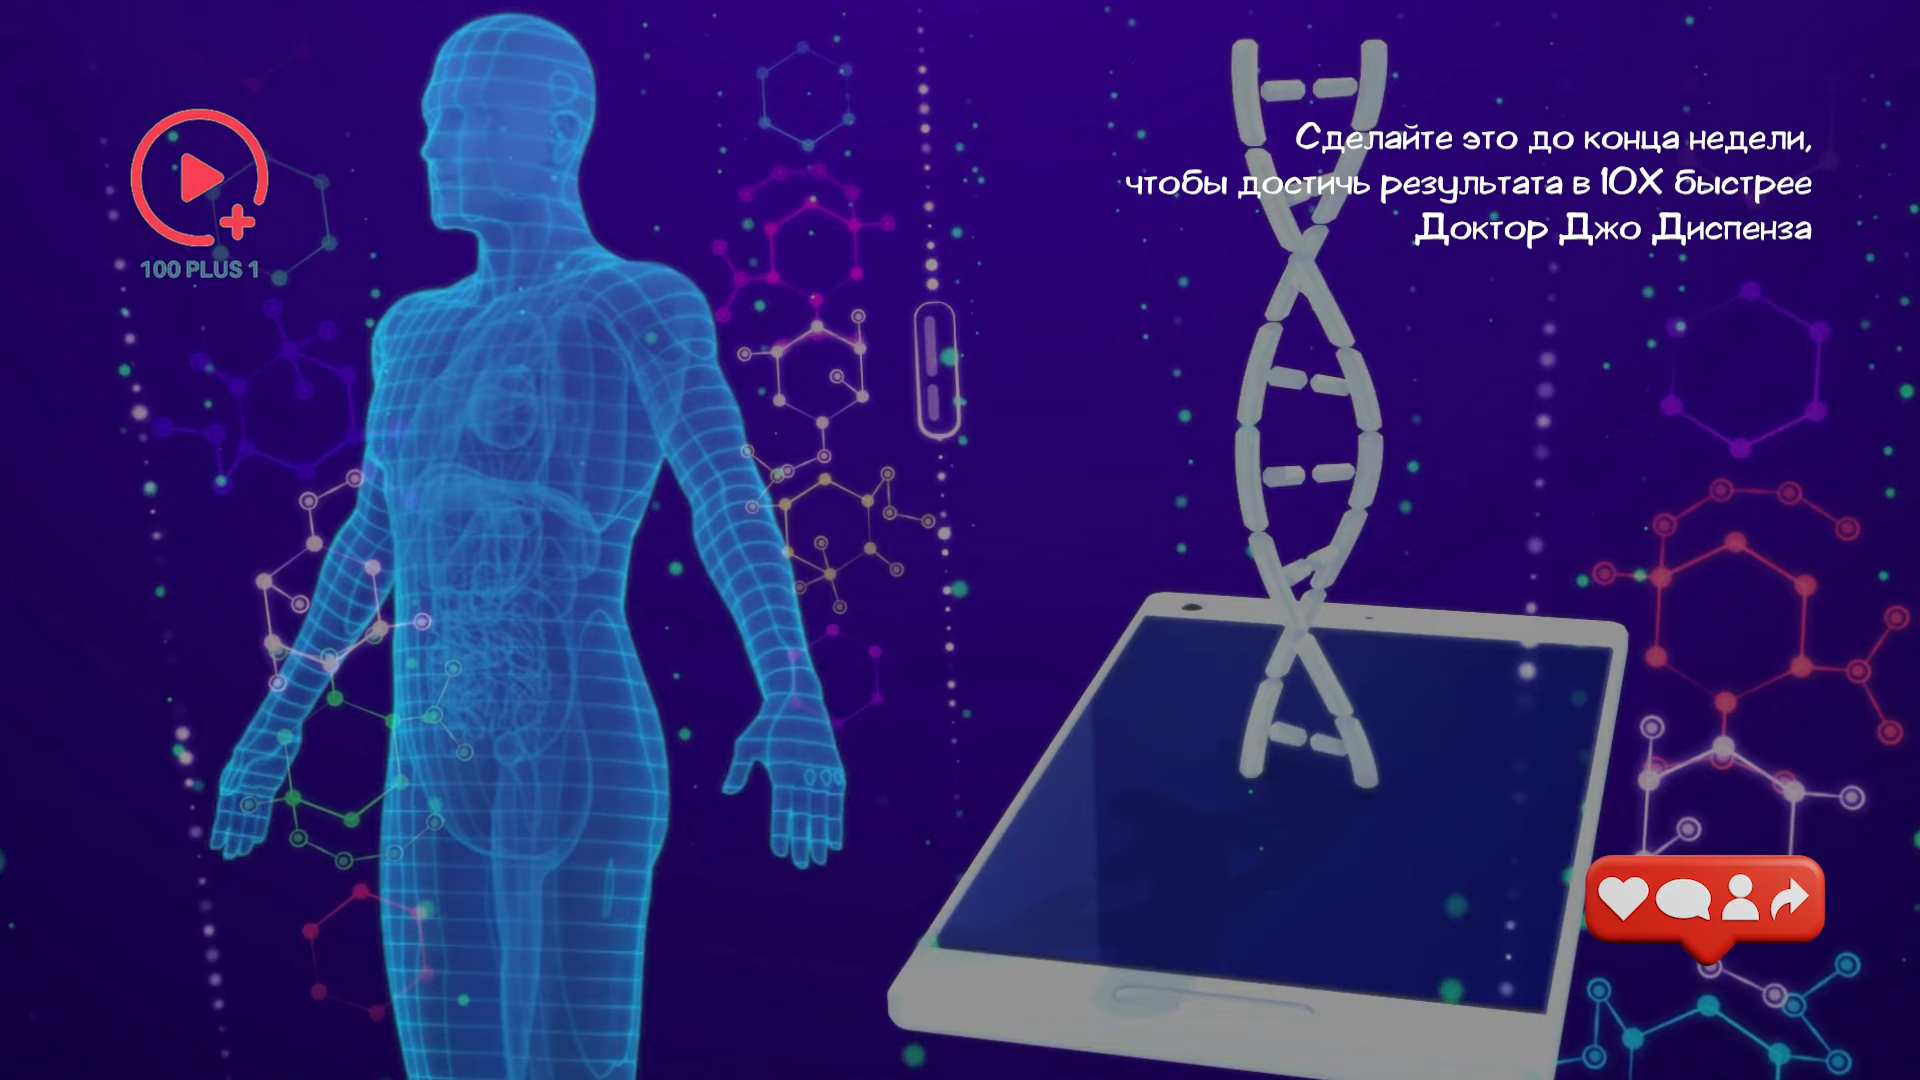 Сделайте это до конца недели,
чтобы достичь результата в 10X быстрее
Доктор Джо Диспенза
100 PLUS 1